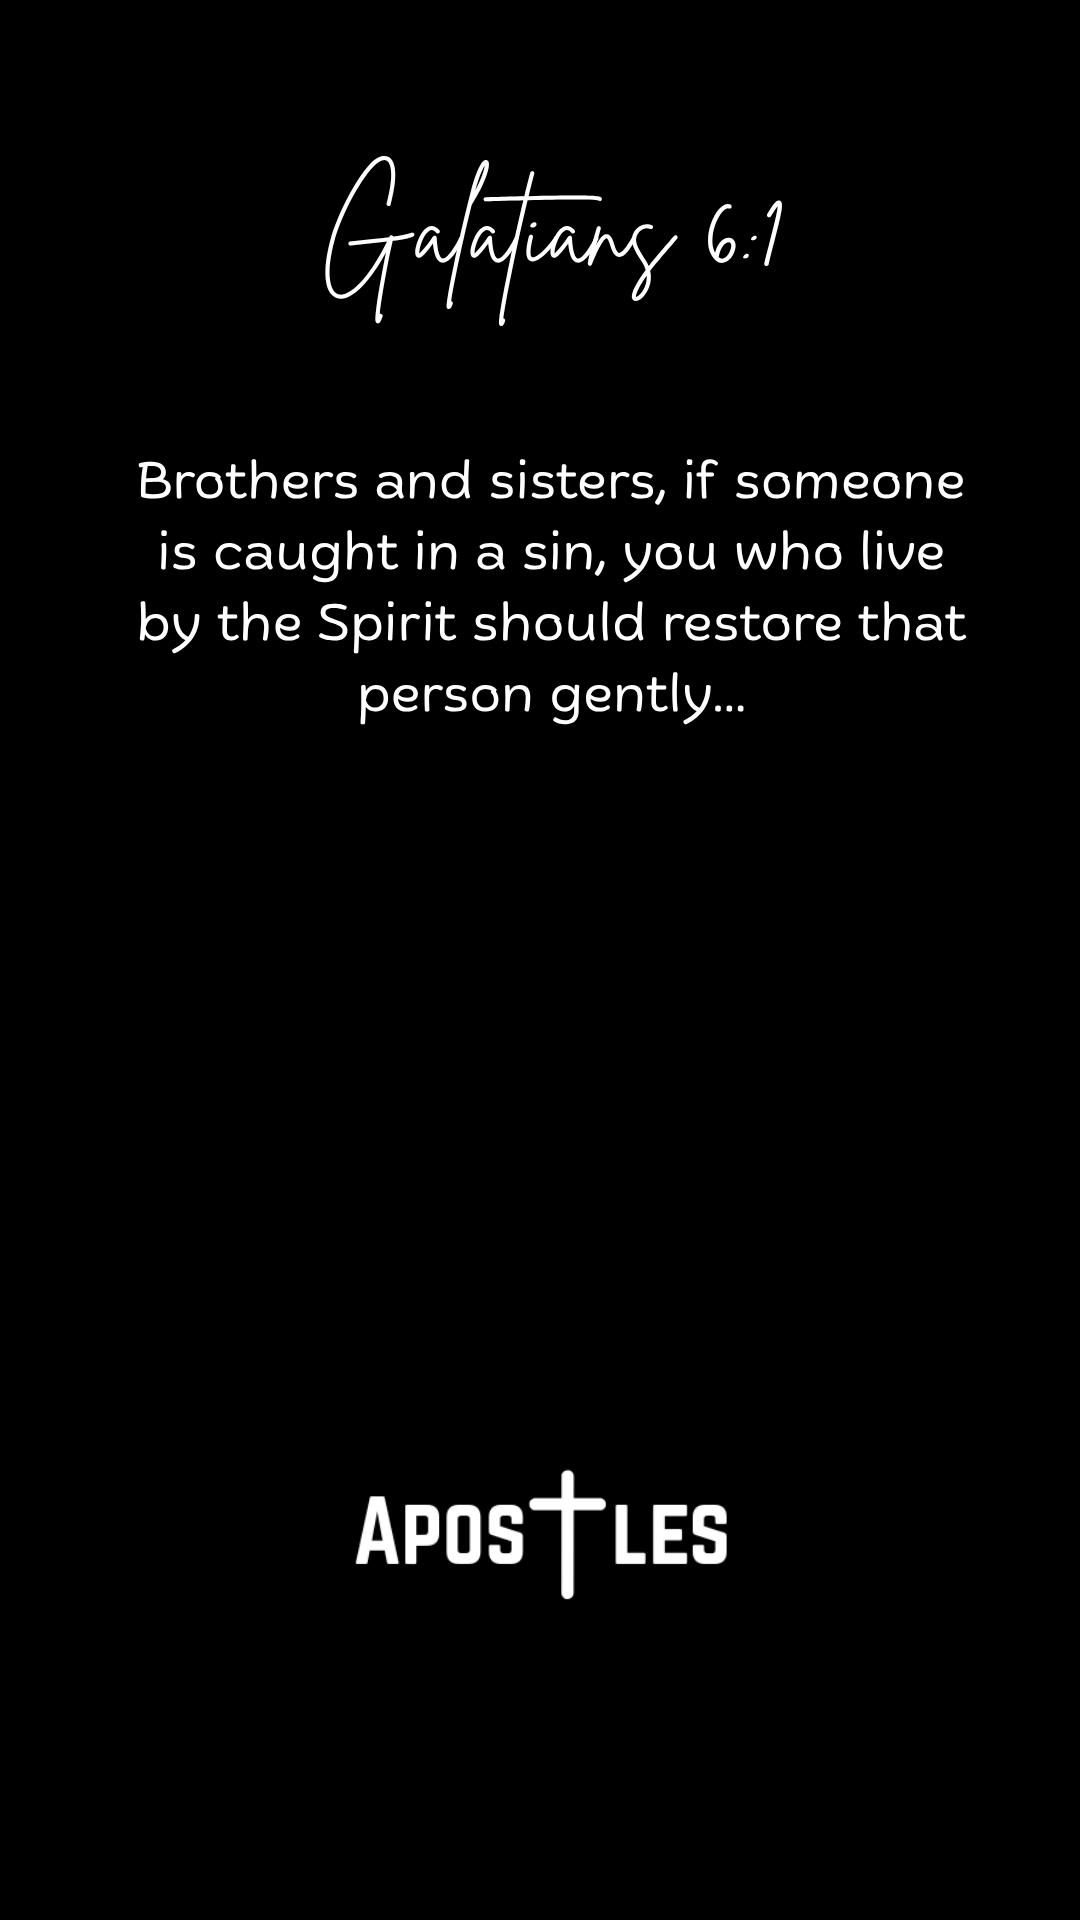 Galatians 6:1
Brothers and sisters, if someone
is caught in a sin, you who live
by the Spirit should restore that
person gently...
APOSTLES